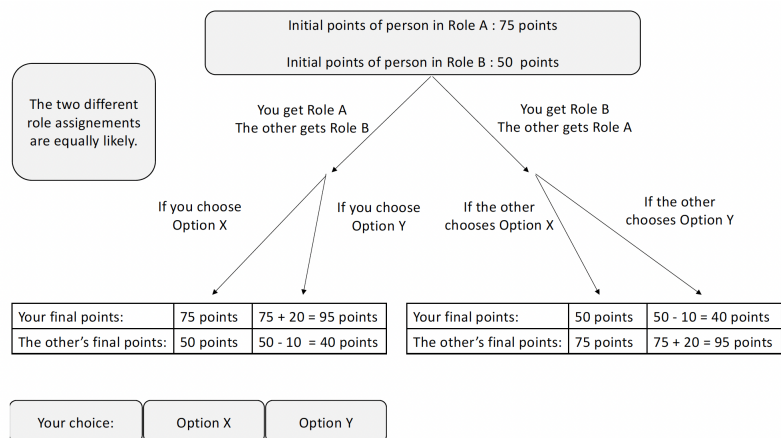 Initial points of person in Role A : 75 points
Initial points of person in Role B : 50 points
The two different
role assignements
are equally likely.
You get Role A
The other gets Role B
You get Role B
The other gets Role A
If you choose
Option X
If you choose
Option Y
If the other
chooses Option X
If the other
chooses Option Y
Your final points: 75 points 75 + 20 = 95 points
The other's final points: 50 points 50 - 10 = 40 points
Your final points: 50 points 50 - 10 = 40 points
The other's final points: 75 points 75 + 20 = 95 points
Your choice: Option X Option Y